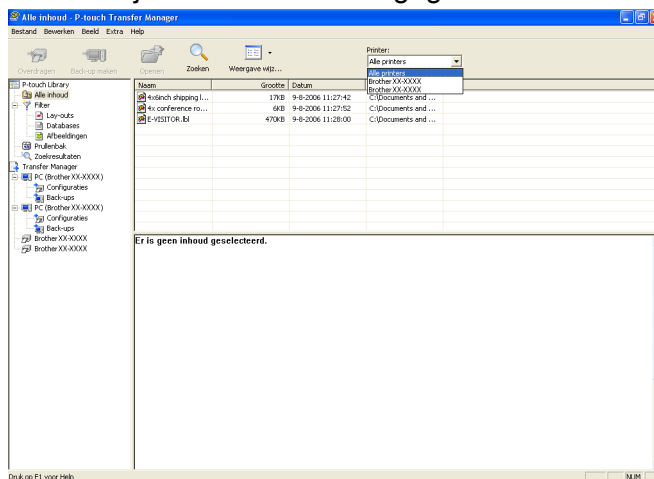 Alle inhoud - P-touch Transfer Manager
Bestand Bewerken Beeld Extra Help
Overdragen Back-up maken Openen Zoeken Weergave wijz...
Printer:
Alle printers
Alle printers
Brother XX-XXXX
Brother XX-XXXX
P-touch Library
Alle inhoud
Filter
Lay-outs
Databases
Afbeeldingen
Prullenbak
Zoekresultaten
Transfer Manager
PC (Brother XX-XXXX)
Configuraties
Back-ups
PC (Brother XX-XXXX)
Configuraties
Back-ups
Brother XX-XXXX
Brother XX-XXXX
Naam Grootte Datum
4x6inch shipping l... 17KB 9-8-2006 11:27:42 C:\Documents and ...
4x conference ro... 6KB 9-8-2006 11:27:52 C:\Documents and ...
E-VISITOR.lbl 470KB 9-8-2006 11:28:00 C:\Documents and ...
Er is geen inhoud geselecteerd.
Druk op F1 voor Help NUM